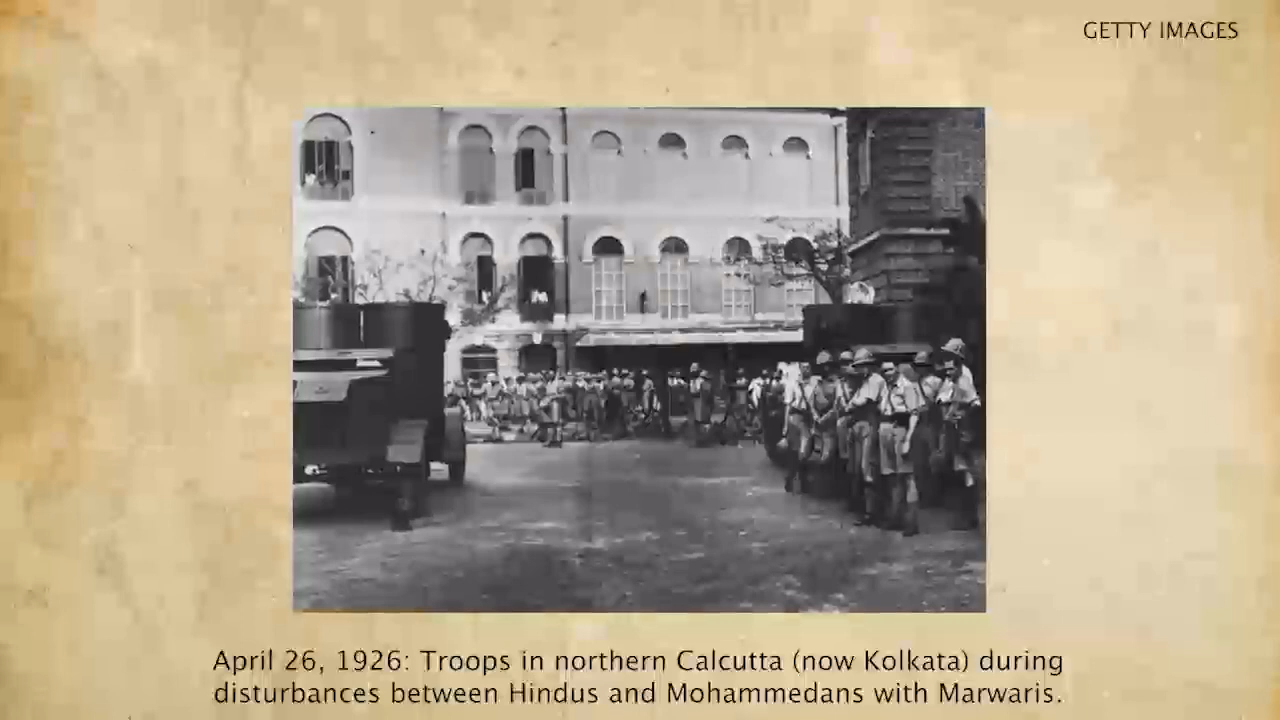 GETTY IMAGES
April 26, 1926: Troops in northern Calcutta (now Kolkata) during
disturbances between Hindus and Mohammedans with Marwaris.